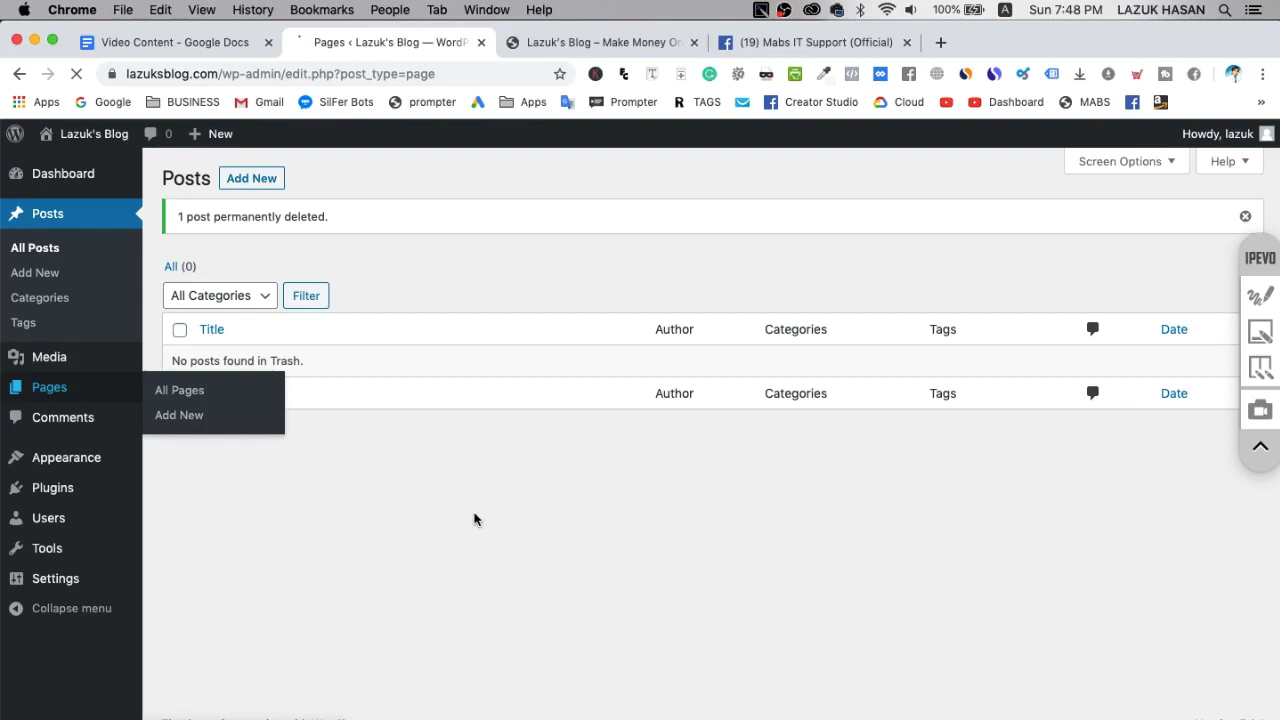 Chrome File Edit View History Bookmarks People Tab Window Help 100% A Sun 7:48 PM LAZUK HASAN
Video Content - Google Docs Pages ‹ Lazuk's Blog — WordP Lazuk's Blog – Make Money On (19) Mabs IT Support (Official)
lazuksblog.com/wp-admin/edit.php?post_type=page
Apps Google BUSINESS Gmail SilFer Bots prompter Apps Prompter R TAGS Creator Studio Cloud Dashboard MABS »
Lazuk's Blog 0 New Howdy, lazuk
Dashboard
Posts
All Posts
Add New
Categories
Tags
Media
Pages
All Pages
Add New
Comments
Appearance
Plugins
Users
Tools
Settings
Collapse menu
Screen Options Help
Posts Add New
1 post permanently deleted.
All (0)
All Categories Filter
Title Author Categories Tags Date
No posts found in Trash.
Author Categories Tags Date
IPEVO